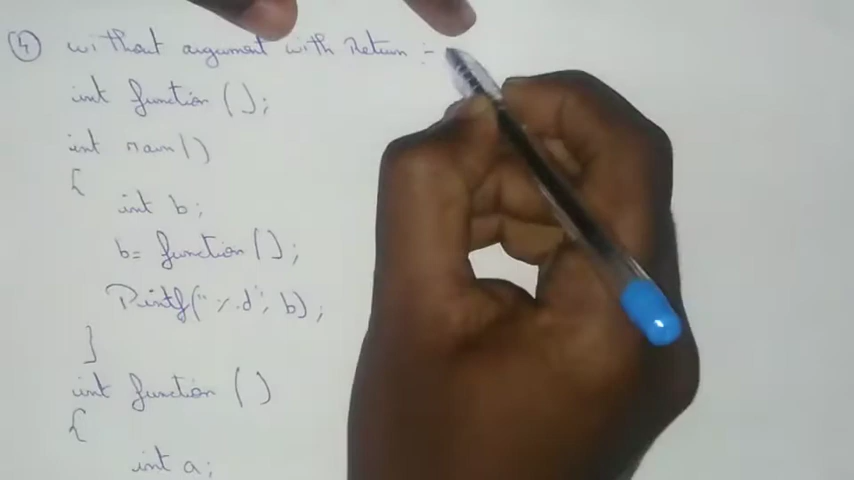 ④ without argument with Return :-
int function ();
int main()
{
int b;
b= function ();
Printf("%d", b);
}
int function ()
{
int a;